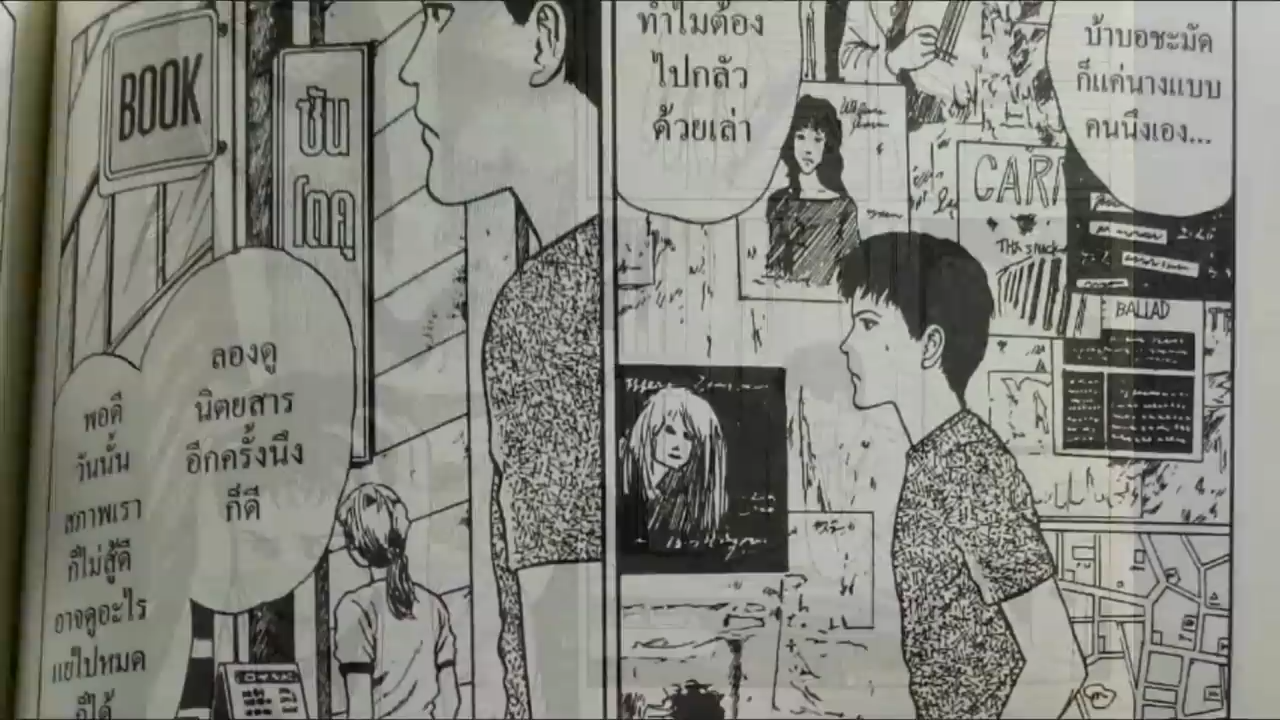 บ้าบอชะมัด
ก็แค่นางแบบ
คนนึงเอง...
ทำไมต้อง
ไปกลัว
ด้วยเล่า
CARI
BALLAD
BOOK
ซัน
โดคุ
ลองดู
นิตยสาร
อีกครั้งนึง
ก็ดี
พอดี
วันนั้น
สภาพเรา
ก็ไม่สู้ดี
อาจดูอะไร
แย่ไปหมด
ก็ได้